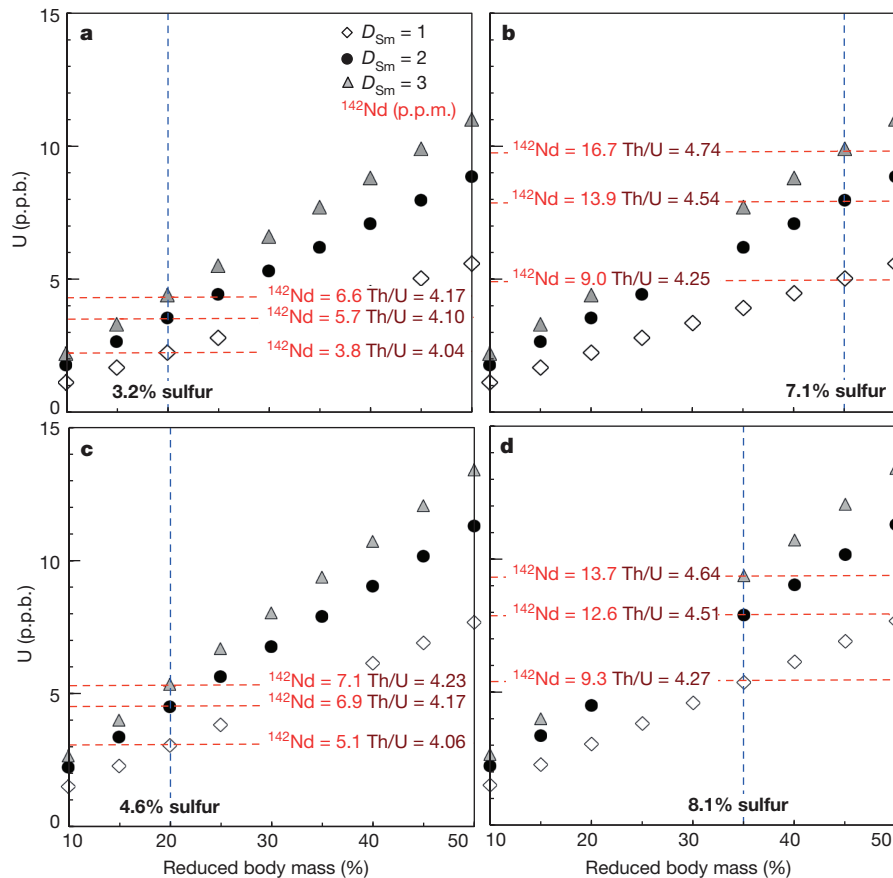 15
10
5
0
U (p.p.b.)
a
D_Sm = 1
D_Sm = 2
D_Sm = 3
¹⁴²Nd (p.p.m.)
¹⁴²Nd = 6.6 Th/U = 4.17
¹⁴²Nd = 5.7 Th/U = 4.10
¹⁴²Nd = 3.8 Th/U = 4.04
3.2% sulfur
b
¹⁴²Nd = 16.7 Th/U = 4.74
¹⁴²Nd = 13.9 Th/U = 4.54
¹⁴²Nd = 9.0 Th/U = 4.25
7.1% sulfur
15
10
5
0
U (p.p.b.)
c
¹⁴²Nd = 7.1 Th/U = 4.23
¹⁴²Nd = 6.9 Th/U = 4.17
¹⁴²Nd = 5.1 Th/U = 4.06
4.6% sulfur
10 20 30 40 50
Reduced body mass (%)
d
¹⁴²Nd = 13.7 Th/U = 4.64
¹⁴²Nd = 12.6 Th/U = 4.51
¹⁴²Nd = 9.3 Th/U = 4.27
8.1% sulfur
10 20 30 40 50
Reduced body mass (%)